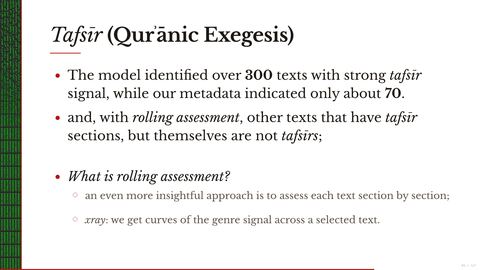 Tafsīr (Qurʾānic Exegesis)
The model identified over 300 texts with strong tafsīr
signal, while our metadata indicated only about 70.
and, with rolling assessment, other texts that have tafsīr
sections, but themselves are not tafsīrs;
What is rolling assessment?
an even more insightful approach is to assess each text section by section;
xray: we get curves of the genre signal across a selected text.